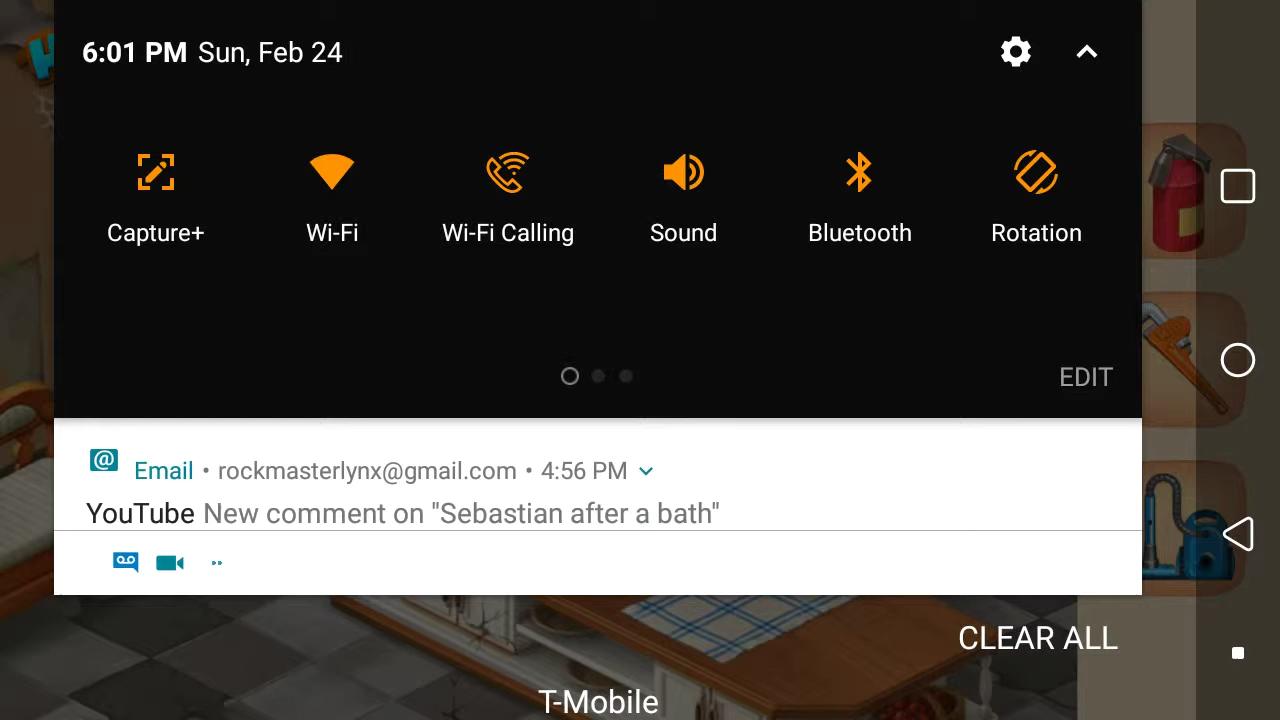 6:01 PM Sun, Feb 24
Capture+
Wi-Fi
Wi-Fi Calling
Sound
Bluetooth
Rotation
EDIT
@ Email • rockmasterlynx@gmail.com • 4:56 PM
YouTube New comment on "Sebastian after a bath"
CLEAR ALL
T-Mobile